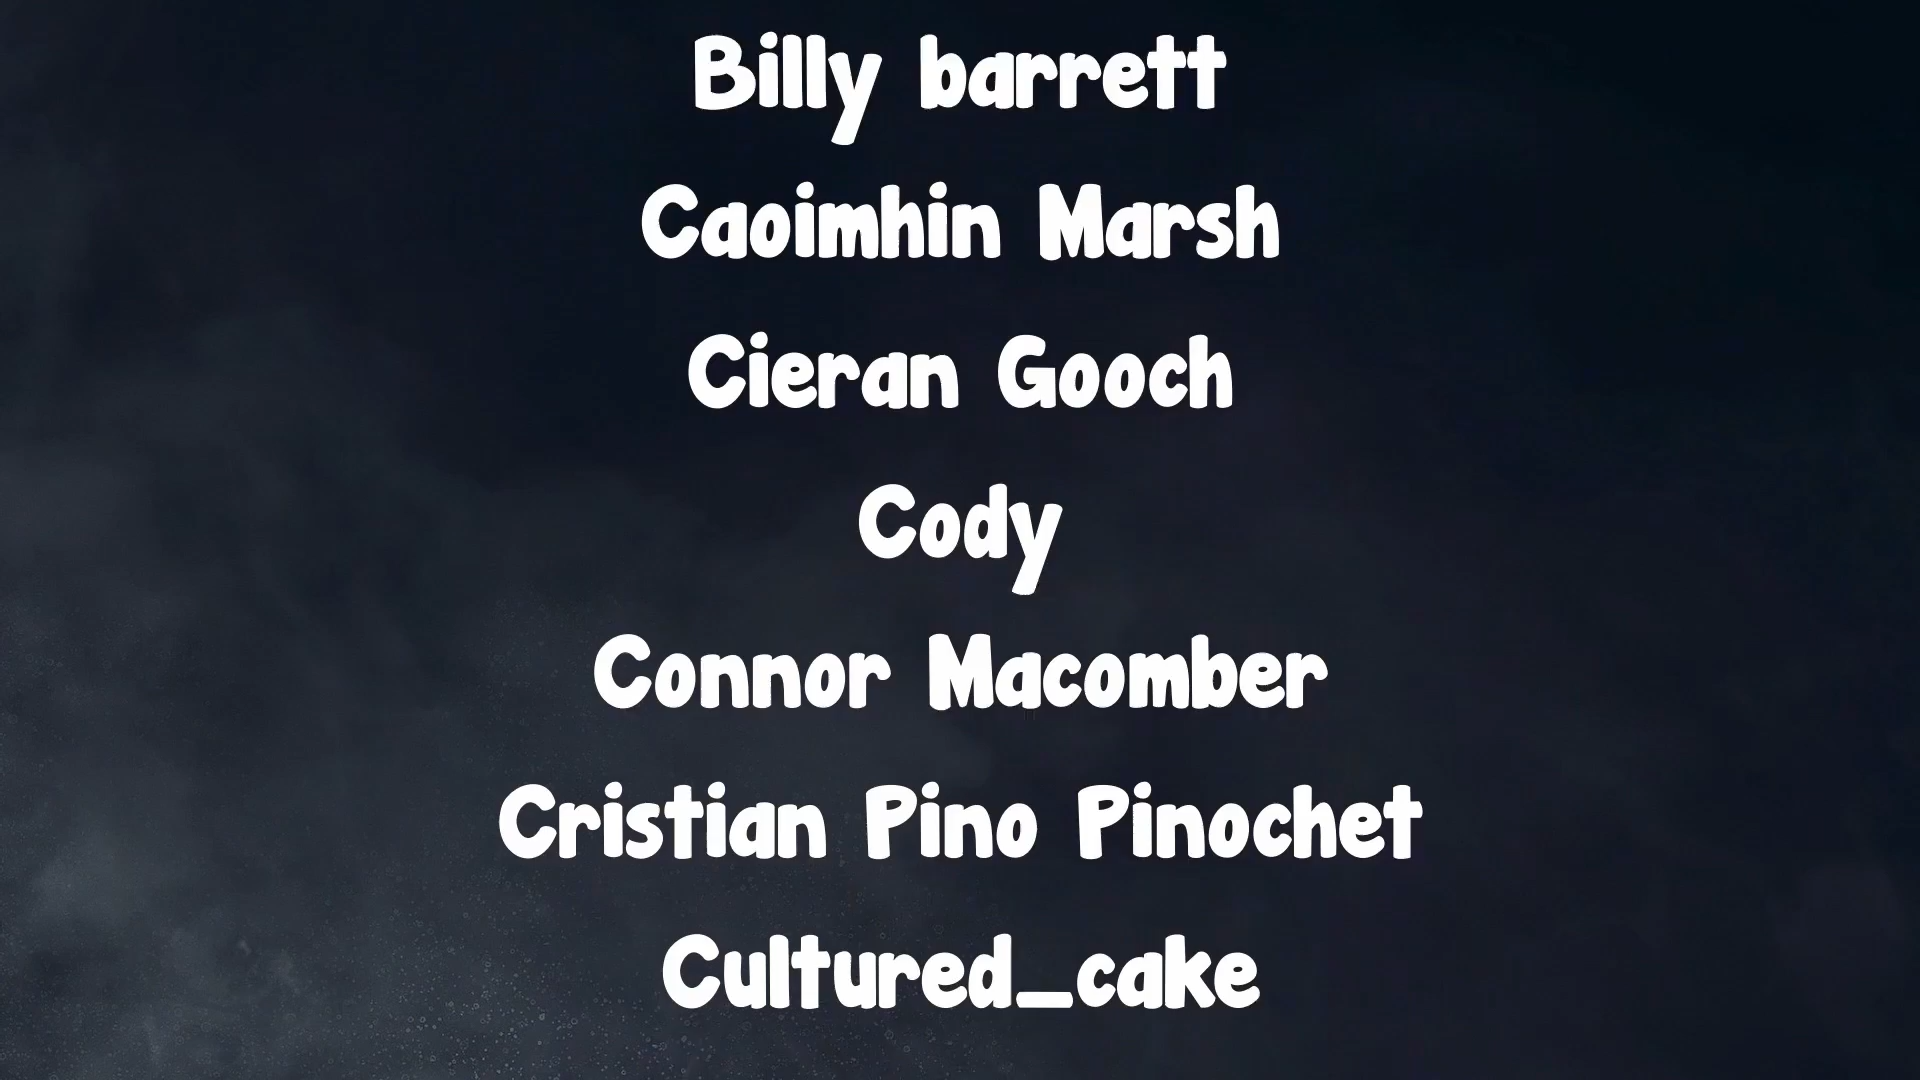 Billy barrett
Caoimhin Marsh
Cieran Gooch
Cody
Connor Macomber
Cristian Pino Pinochet
Cultured_cake